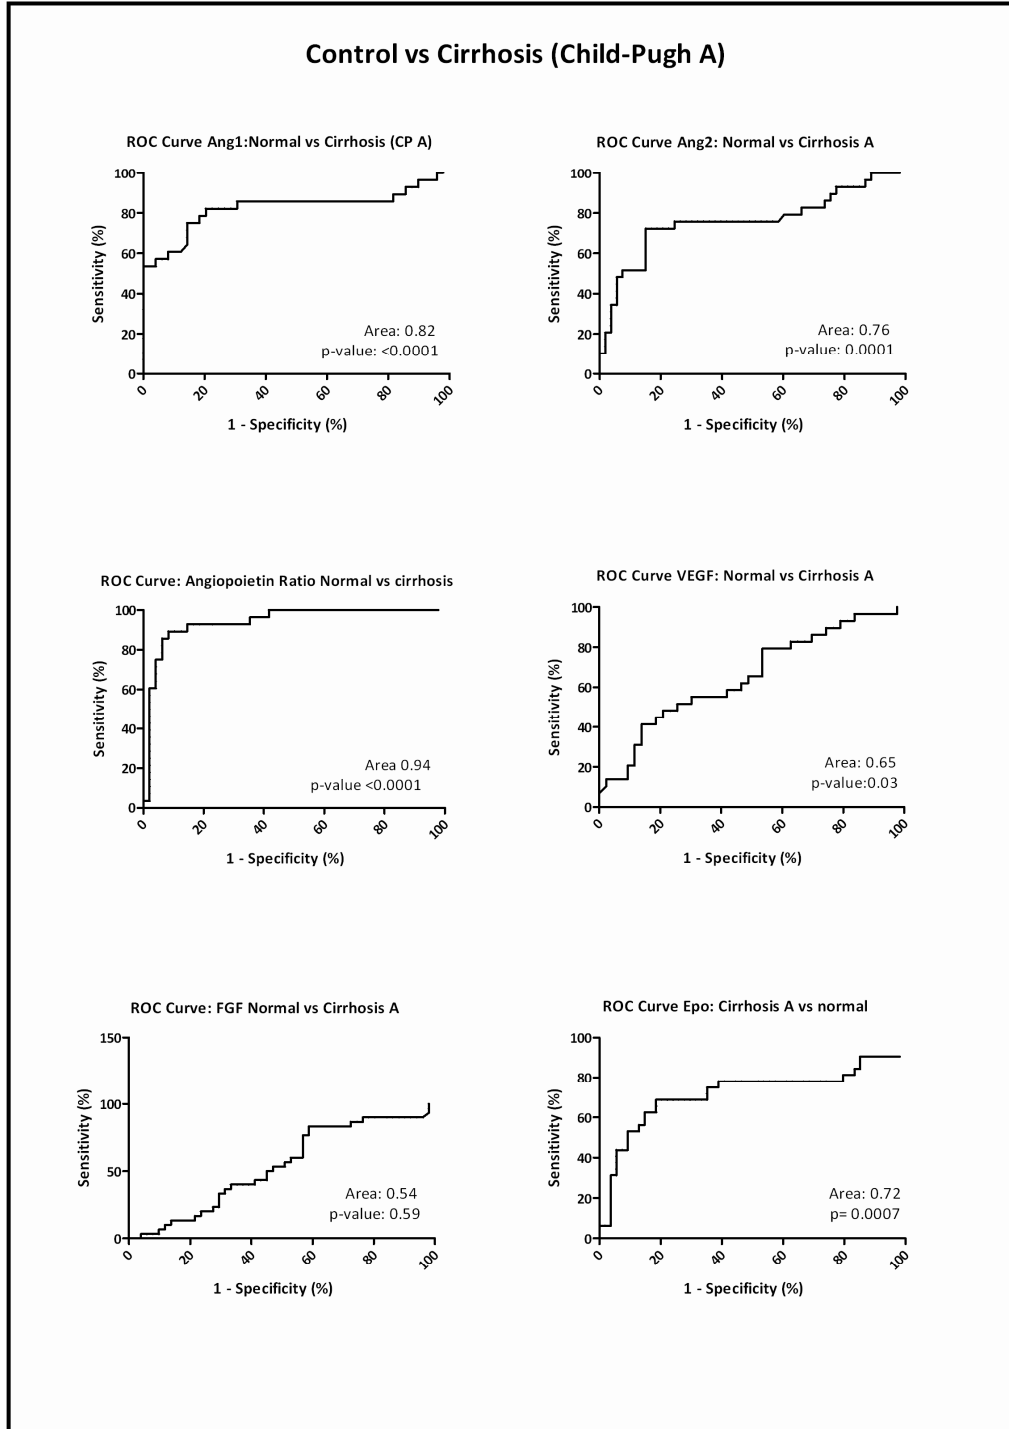 Control vs Cirrhosis (Child-Pugh A)
ROC Curve Ang1:Normal vs Cirrhosis (CP A)
100
80
60
40
20
0
Sensitivity (%)
Area: 0.82
p-value: <0.0001
0 20 40 60 80 100
1 - Specificity (%)
ROC Curve Ang2: Normal vs Cirrhosis A
100
80
60
40
20
0
Sensitivity (%)
Area: 0.76
p-value: 0.0001
0 20 40 60 80 100
1 - Specificity (%)
ROC Curve: Angiopoietin Ratio Normal vs cirrhosis
100
80
60
40
20
0
Sensitivity (%)
Area 0.94
p-value <0.0001
0 20 40 60 80 100
1 - Specificity (%)
ROC Curve VEGF: Normal vs Cirrhosis A
100
80
60
40
20
0
Sensitivity (%)
Area: 0.65
p-value:0.03
0 20 40 60 80 100
1 - Specificity (%)
ROC Curve: FGF Normal vs Cirrhosis A
150
100
50
0
Sensitivity (%)
Area: 0.54
p-value: 0.59
0 20 40 60 80 100
1 - Specificity (%)
ROC Curve Epo: Cirrhosis A vs normal
100
80
60
40
20
0
Sensitivity (%)
Area: 0.72
p= 0.0007
0 20 40 60 80 100
1 - Specificity (%)